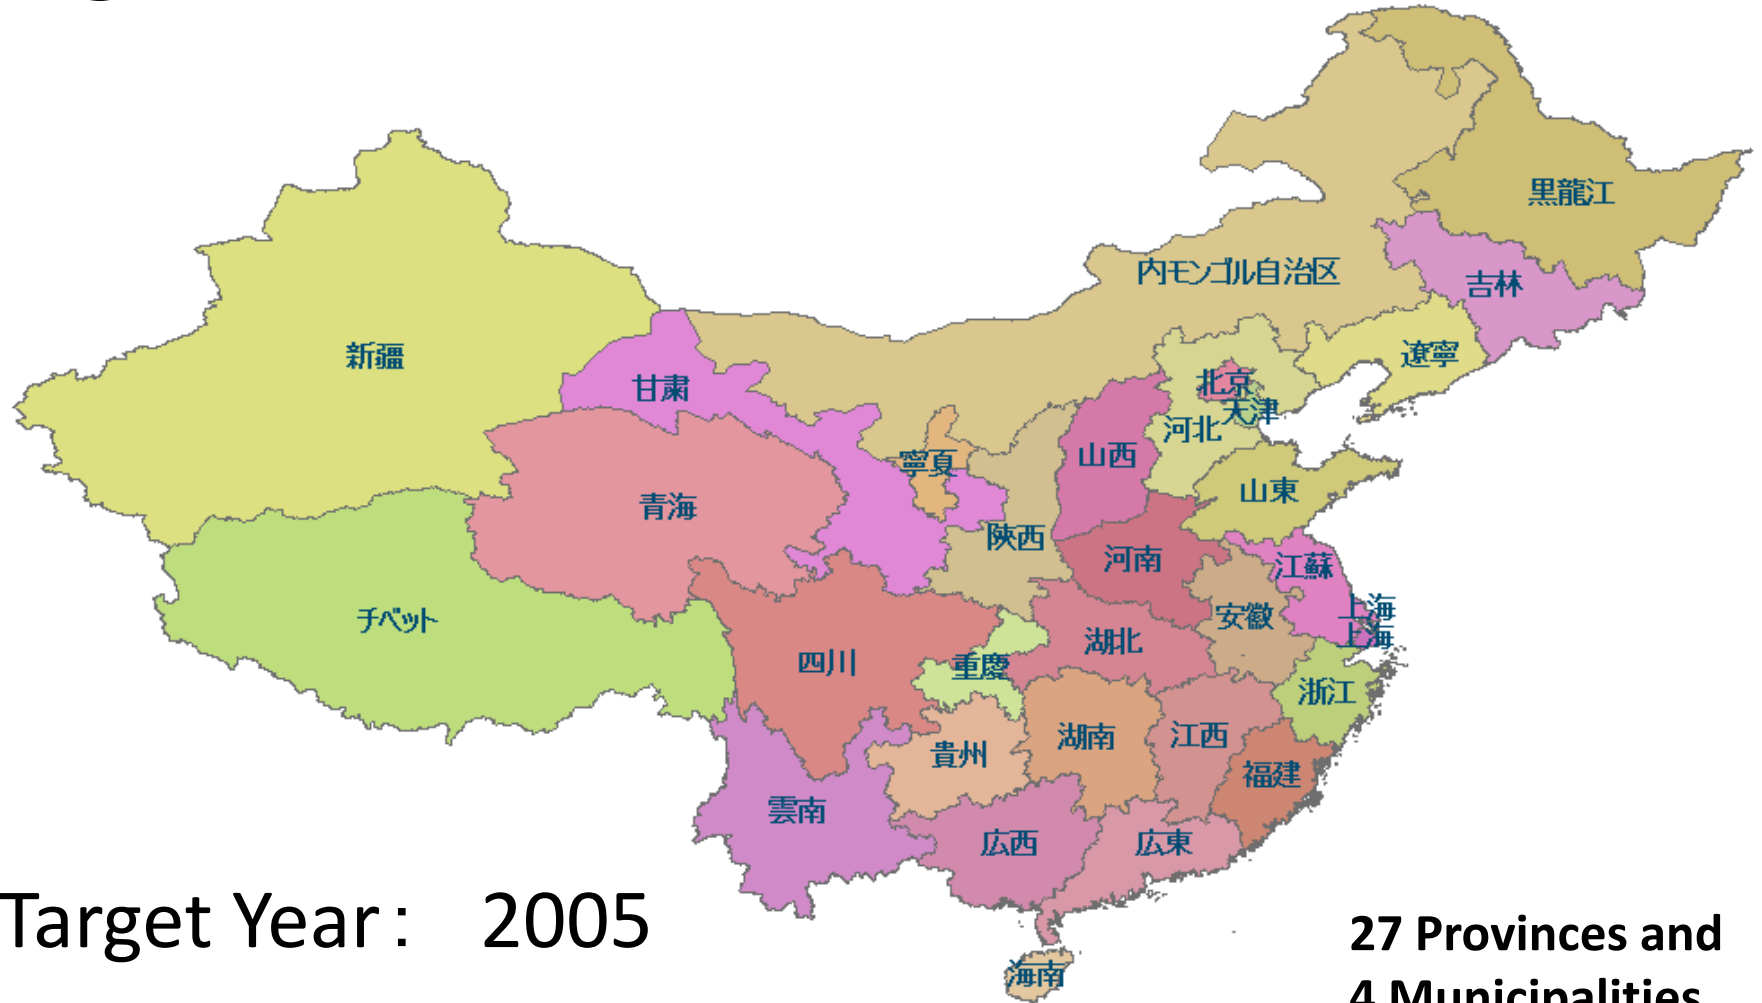 黒龍江
内モンゴル自治区
吉林
新疆
遼寧
甘粛
北京
天津
河北
山西
寧夏
山東
青海
陝西
河南
江蘇
上海
上海
安徽
チベット
湖北
四川
重慶
浙江
湖南
江西
貴州
福建
雲南
広西
広東
Target Year: 2005
27 Provinces and
4 Municipalities
海南